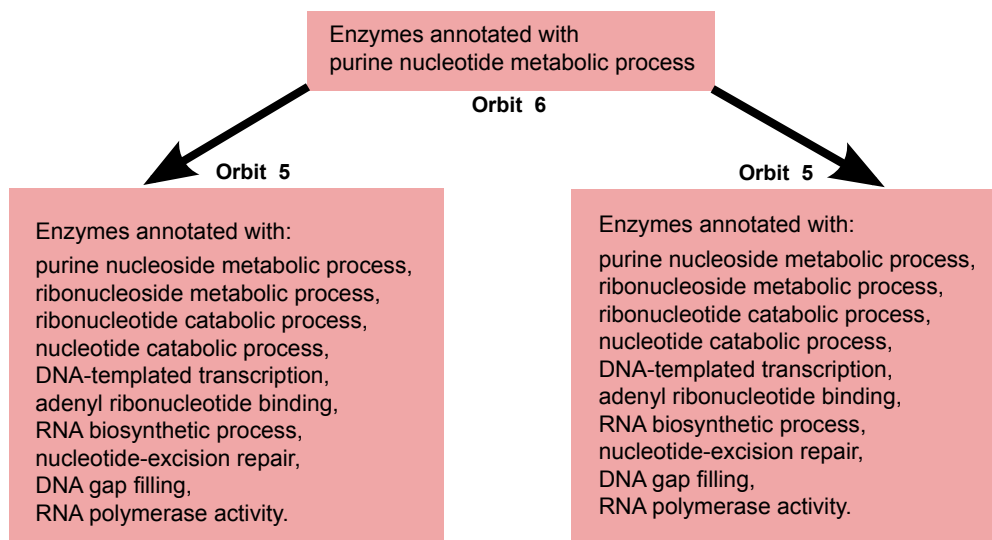 Enzymes annotated with
purine nucleotide metabolic process
Orbit 6
Orbit 5
Enzymes annotated with:
purine nucleoside metabolic process,
ribonucleoside metabolic process,
ribonucleotide catabolic process,
nucleotide catabolic process,
DNA-templated transcription,
adenyl ribonucleotide binding,
RNA biosynthetic process,
nucleotide-excision repair,
DNA gap filling,
RNA polymerase activity.
Orbit 5
Enzymes annotated with:
purine nucleoside metabolic process,
ribonucleoside metabolic process,
ribonucleotide catabolic process,
nucleotide catabolic process,
DNA-templated transcription,
adenyl ribonucleotide binding,
RNA biosynthetic process,
nucleotide-excision repair,
DNA gap filling,
RNA polymerase activity.